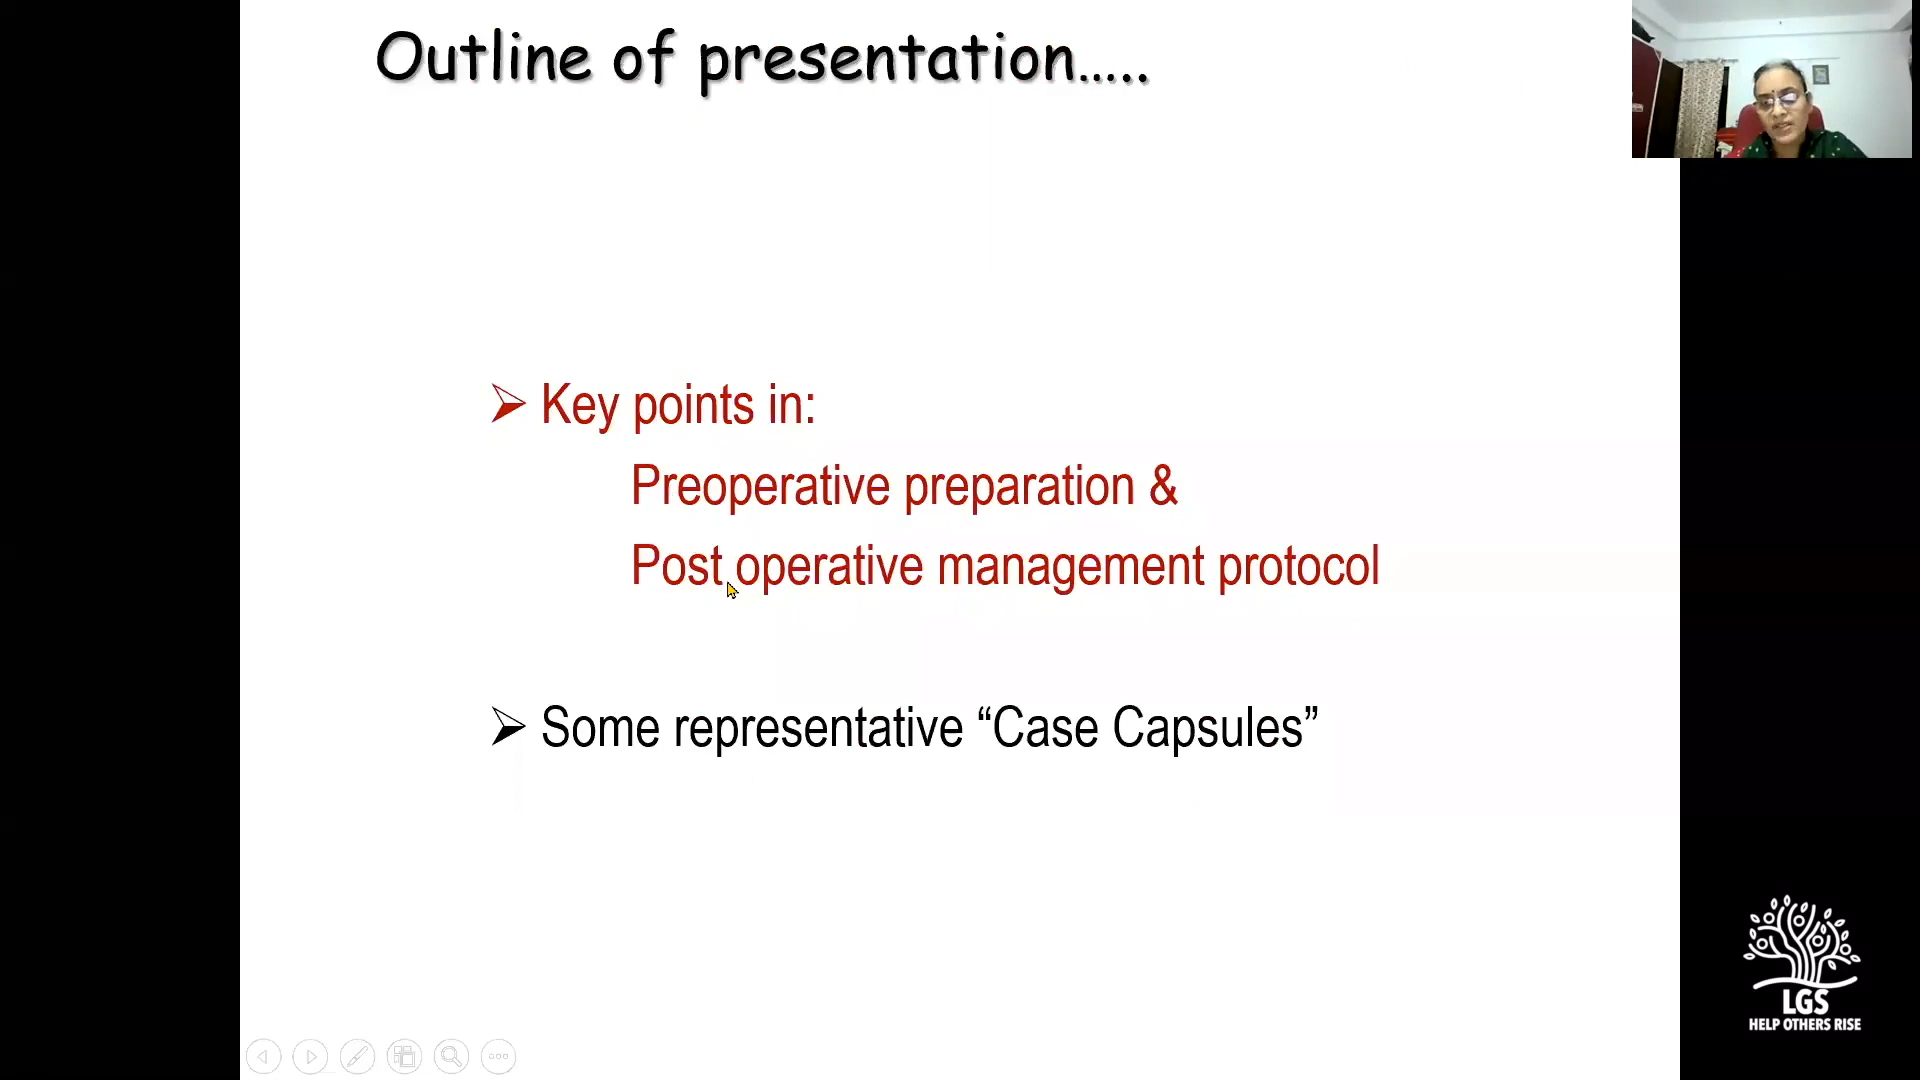 Outline of presentation.....
➢ Key points in:
Preoperative preparation &
Post operative management protocol
➢ Some representative “Case Capsules”
LGS
HELP OTHERS RISE